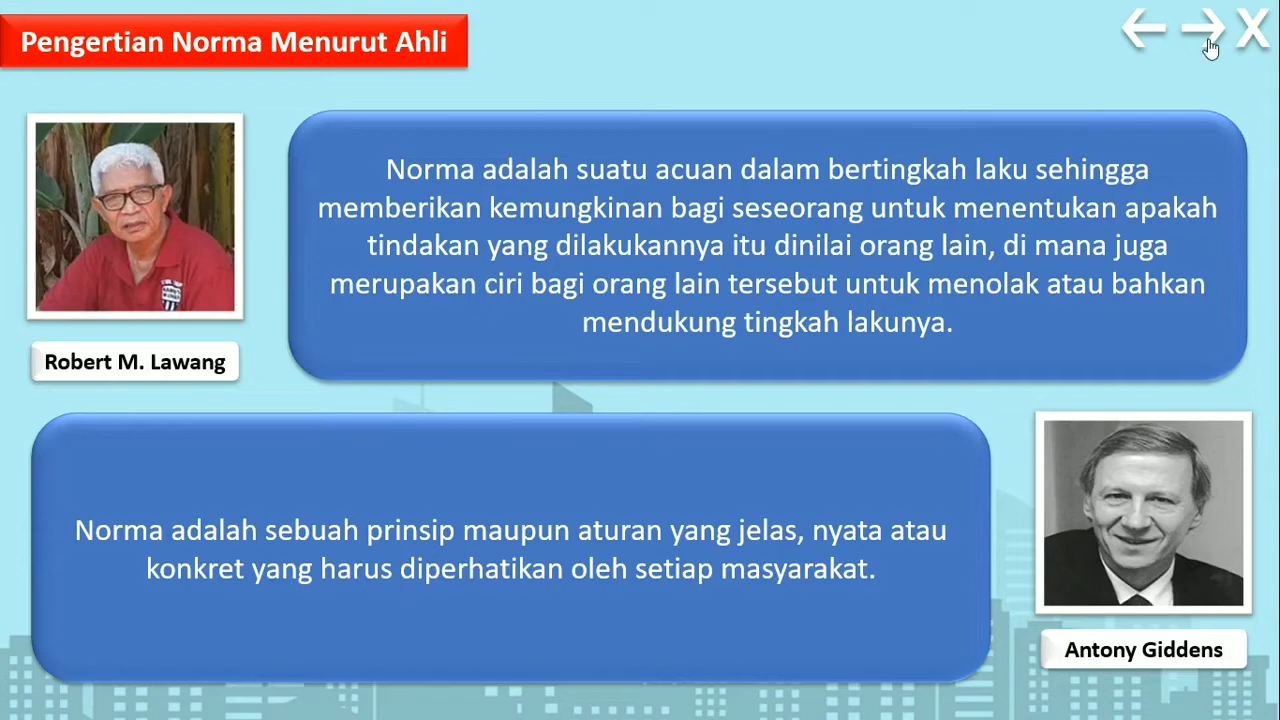 Pengertian Norma Menurut Ahli
X
Norma adalah suatu acuan dalam bertingkah laku sehingga
memberikan kemungkinan bagi seseorang untuk menentukan apakah
tindakan yang dilakukannya itu dinilai orang lain, di mana juga
merupakan ciri bagi orang lain tersebut untuk menolak atau bahkan
mendukung tingkah lakunya.
Robert M. Lawang
Norma adalah sebuah prinsip maupun aturan yang jelas, nyata atau
konkret yang harus diperhatikan oleh setiap masyarakat.
Antony Giddens